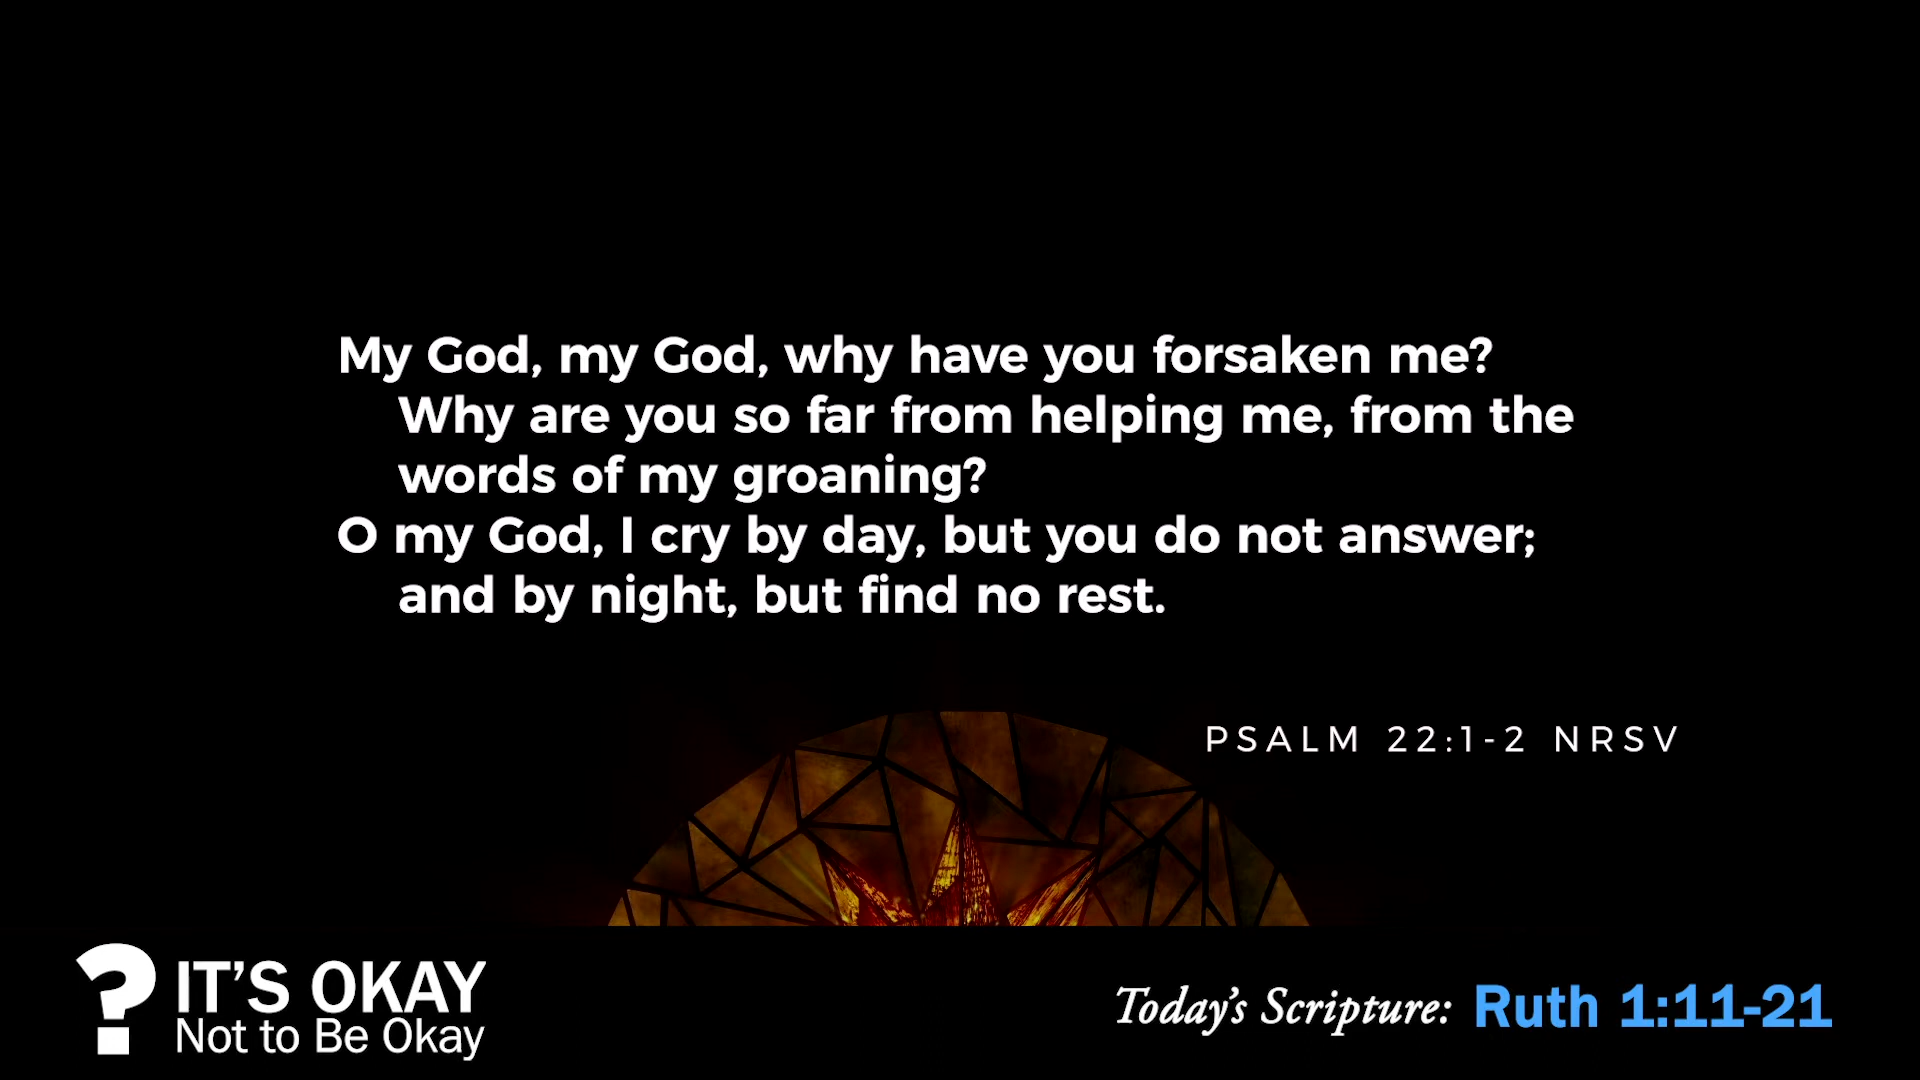 My God, my God, why have you forsaken me?
Why are you so far from helping me, from the
words of my groaning?
O my God, I cry by day, but you do not answer;
and by night, but find no rest.
PSALM 22:1-2 NRSV
? IT'S OKAY
Not to Be Okay
Today's Scripture: Ruth 1:11-21